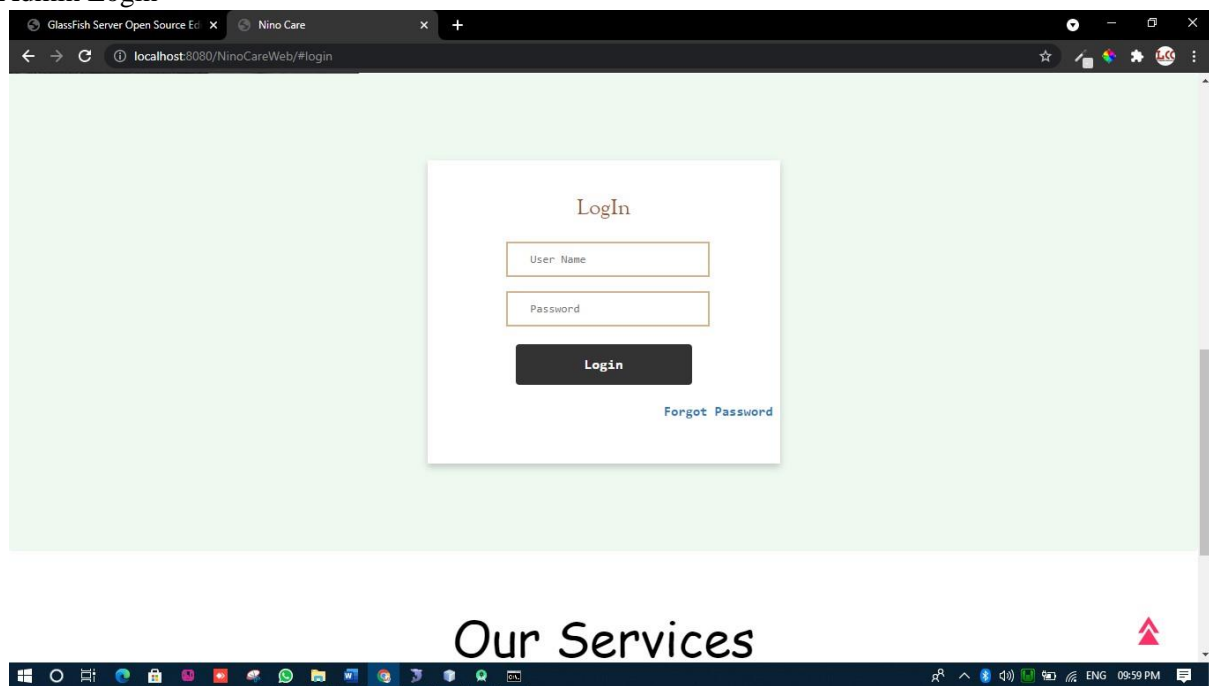 Admin Login
GlassFish Server Open Source Ed
Nino Care
localhost:8080/NinoCareWeb/#login
LogIn
User Name
Password
Login
Forgot Password
Our Services
ENG 09:59 PM